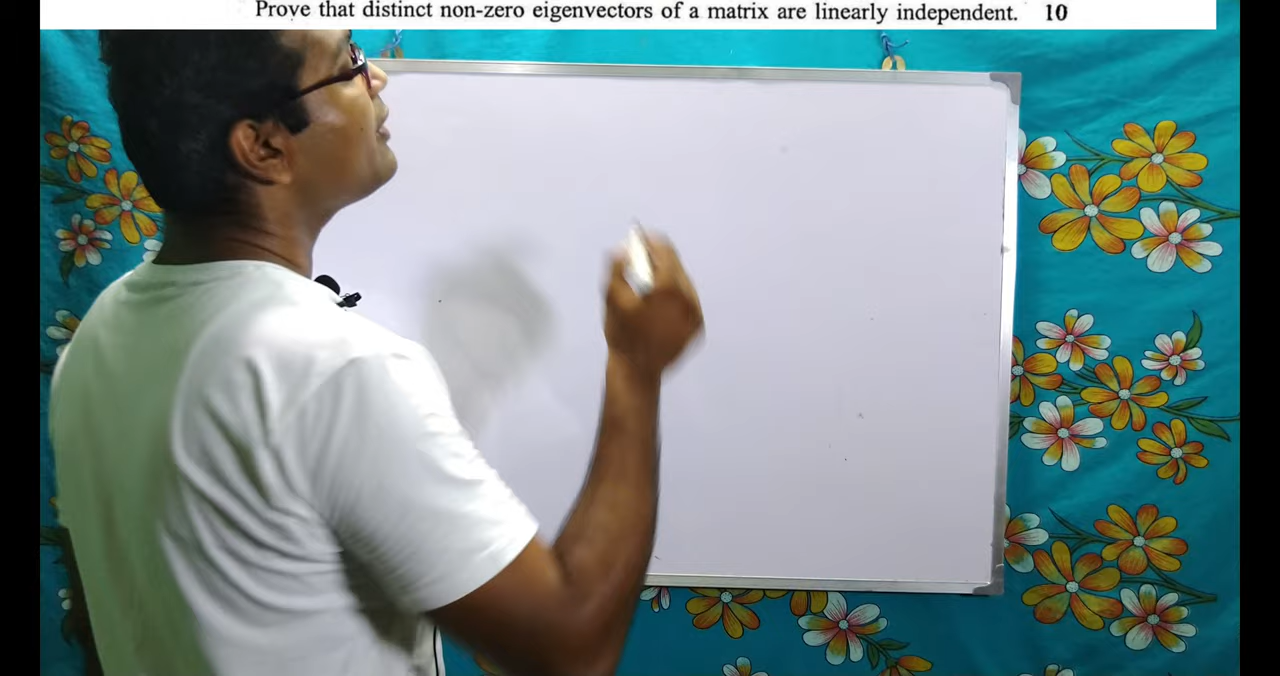 Prove that distinct non-zero eigenvectors of a matrix are linearly independent. 10